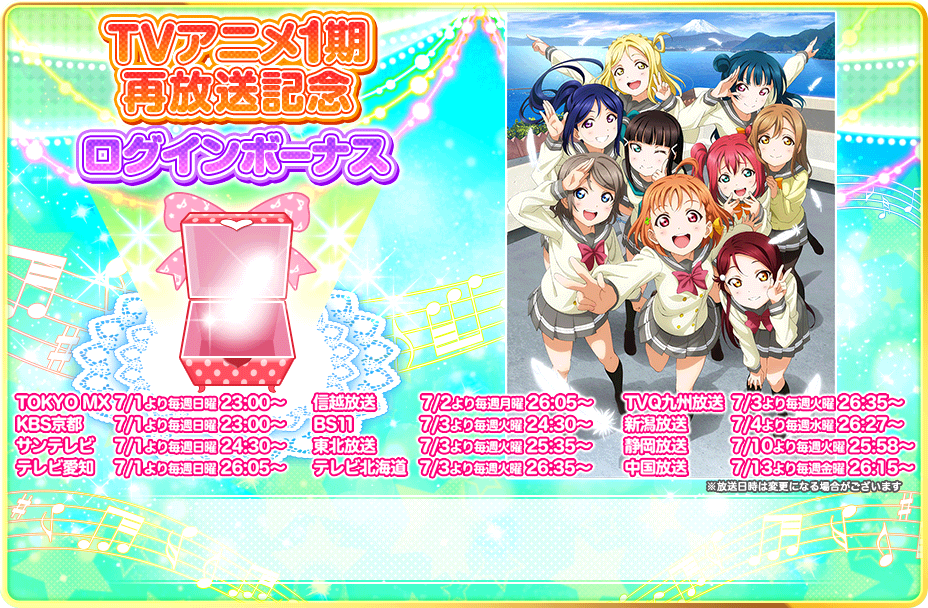 TVアニメ1期
再放送記念
ログインボーナス
TOKYO MX 7/1より毎週日曜 23:00～
KBS京都 7/1より毎週日曜 23:00～
サンテレビ 7/1より毎週日曜 24:30～
テレビ愛知 7/1より毎週日曜 26:05～
信越放送 7/2より毎週月曜 26:05～
BS11 7/3より毎週火曜 24:30～
東北放送 7/3より毎週火曜 25:35～
テレビ北海道 7/3より毎週火曜 26:35～
TVQ九州放送 7/3より毎週火曜 26:35～
新潟放送 7/4より毎週水曜 26:27～
静岡放送 7/10より毎週火曜 25:58～
中国放送 7/13より毎週金曜 26:15～
※放送日時は変更になる場合がございます